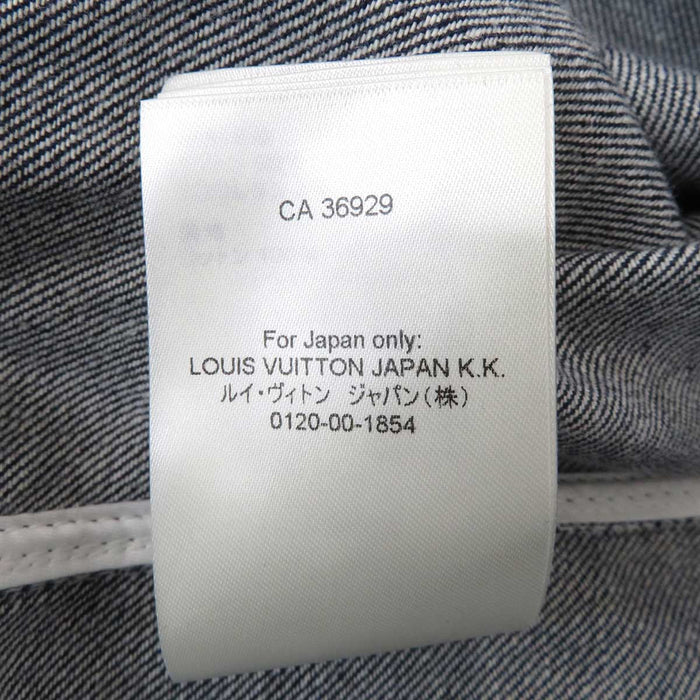 CA 36929
For Japan only:
LOUIS VUITTON JAPAN K.K.
ルイ・ヴィトン ジャパン(株)
0120-00-1854